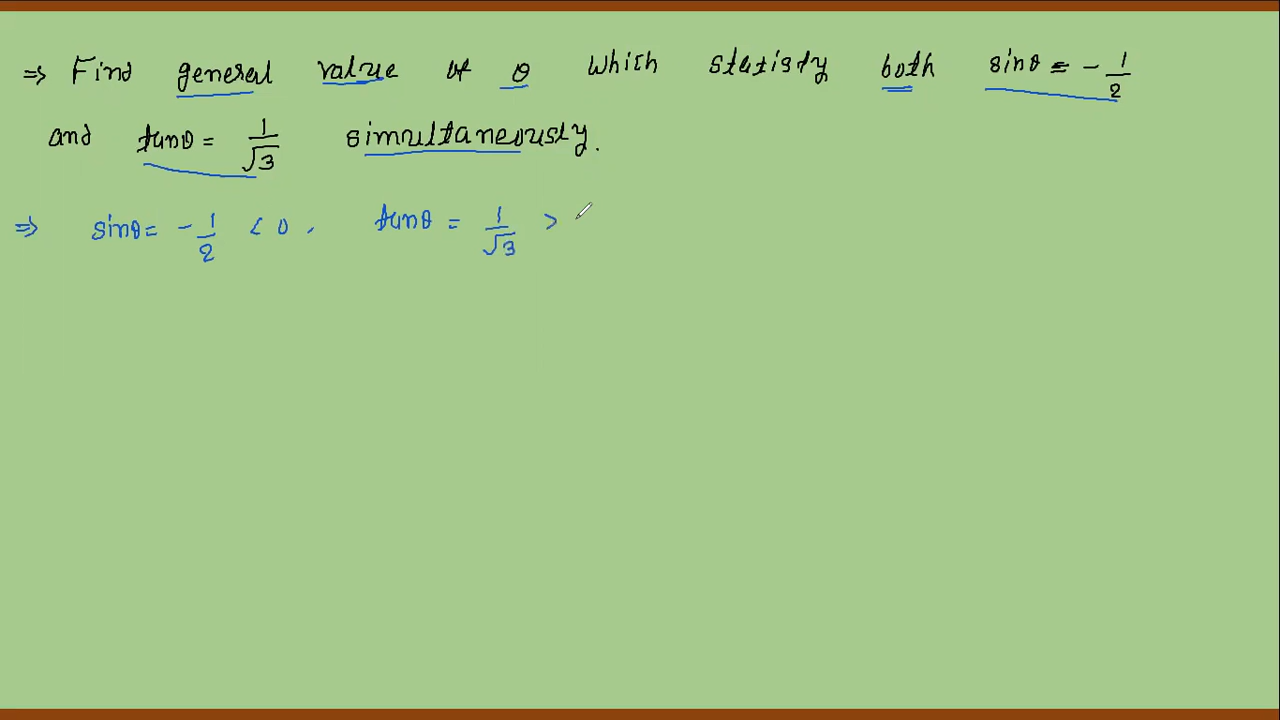 ⇒ Find general value of θ which statisfy both sinθ = - 1/2
and tanθ = 1/√3 simultaneously.
⇒ sinθ = - 1/2 < 0 , tanθ = 1/√3 >